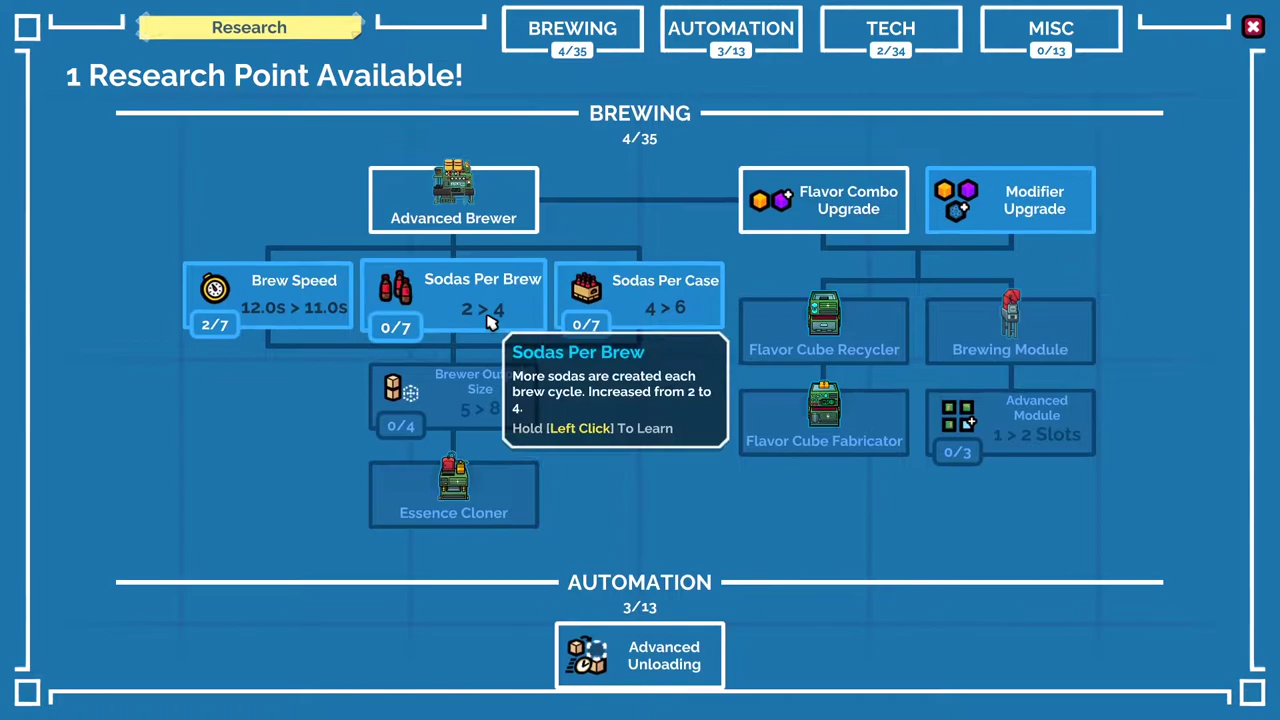 Research
BREWING
4/35
AUTOMATION
3/13
TECH
2/34
MISC
0/13
1 Research Point Available!
BREWING
4/35
Advanced Brewer
Flavor Combo
Upgrade
Modifier
Upgrade
Brew Speed
12.0s > 11.0s
2/7
Sodas Per Brew
2 > 4
0/7
Sodas Per Case
4 > 6
0/7
Sodas Per Brew
More sodas are created each
brew cycle. Increased from 2 to
4.
Hold [Left Click] To Learn
Brewer
Size
5 > 8
0/4
Essence Cloner
Flavor Cube Recycler
Brewing Module
Flavor Cube Fabricator
Advanced
Module
1 > 2 Slots
0/3
AUTOMATION
3/13
Advanced
Unloading